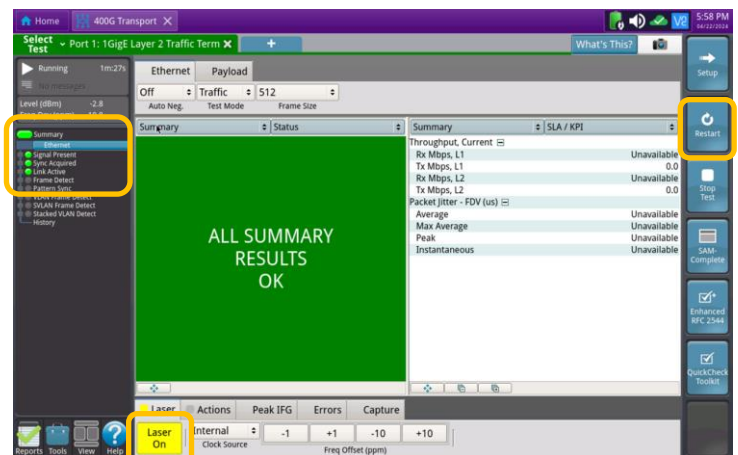 Home
400G Transport
5:58 PM
04/22/2024
Select Test
Port 1: 1GigE Layer 2 Traffic Term
What's This?
Running 1m:27s
No messages
Level (dBm) -2.8
Summary
Ethernet
Signal Present
Sync Acquired
Link Active
Frame Detect
Pattern Sync
VLAN Frame Detect
SVLAN Frame Detect
Stacked VLAN Detect
History
Ethernet Payload
Off Traffic 512
Auto Neg. Test Mode Frame Size
Summary Status
ALL SUMMARY
RESULTS
OK
Summary SLA / KPI
Throughput, Current
Rx Mbps, L1 Unavailable
Tx Mbps, L1 0.0
Rx Mbps, L2 Unavailable
Tx Mbps, L2 0.0
Packet Jitter - FDV (us)
Average Unavailable
Max Average Unavailable
Peak Unavailable
Instantaneous Unavailable
Laser Actions Peak IFG Errors Capture
Laser
On
Internal
Clock Source
-1 +1 -10 +10
Freq Offset (ppm)
Setup
Restart
Stop
Test
SAM-
Complete
Enhanced
RFC 2544
QuickCheck
Toolkit
Reports Tools View Help